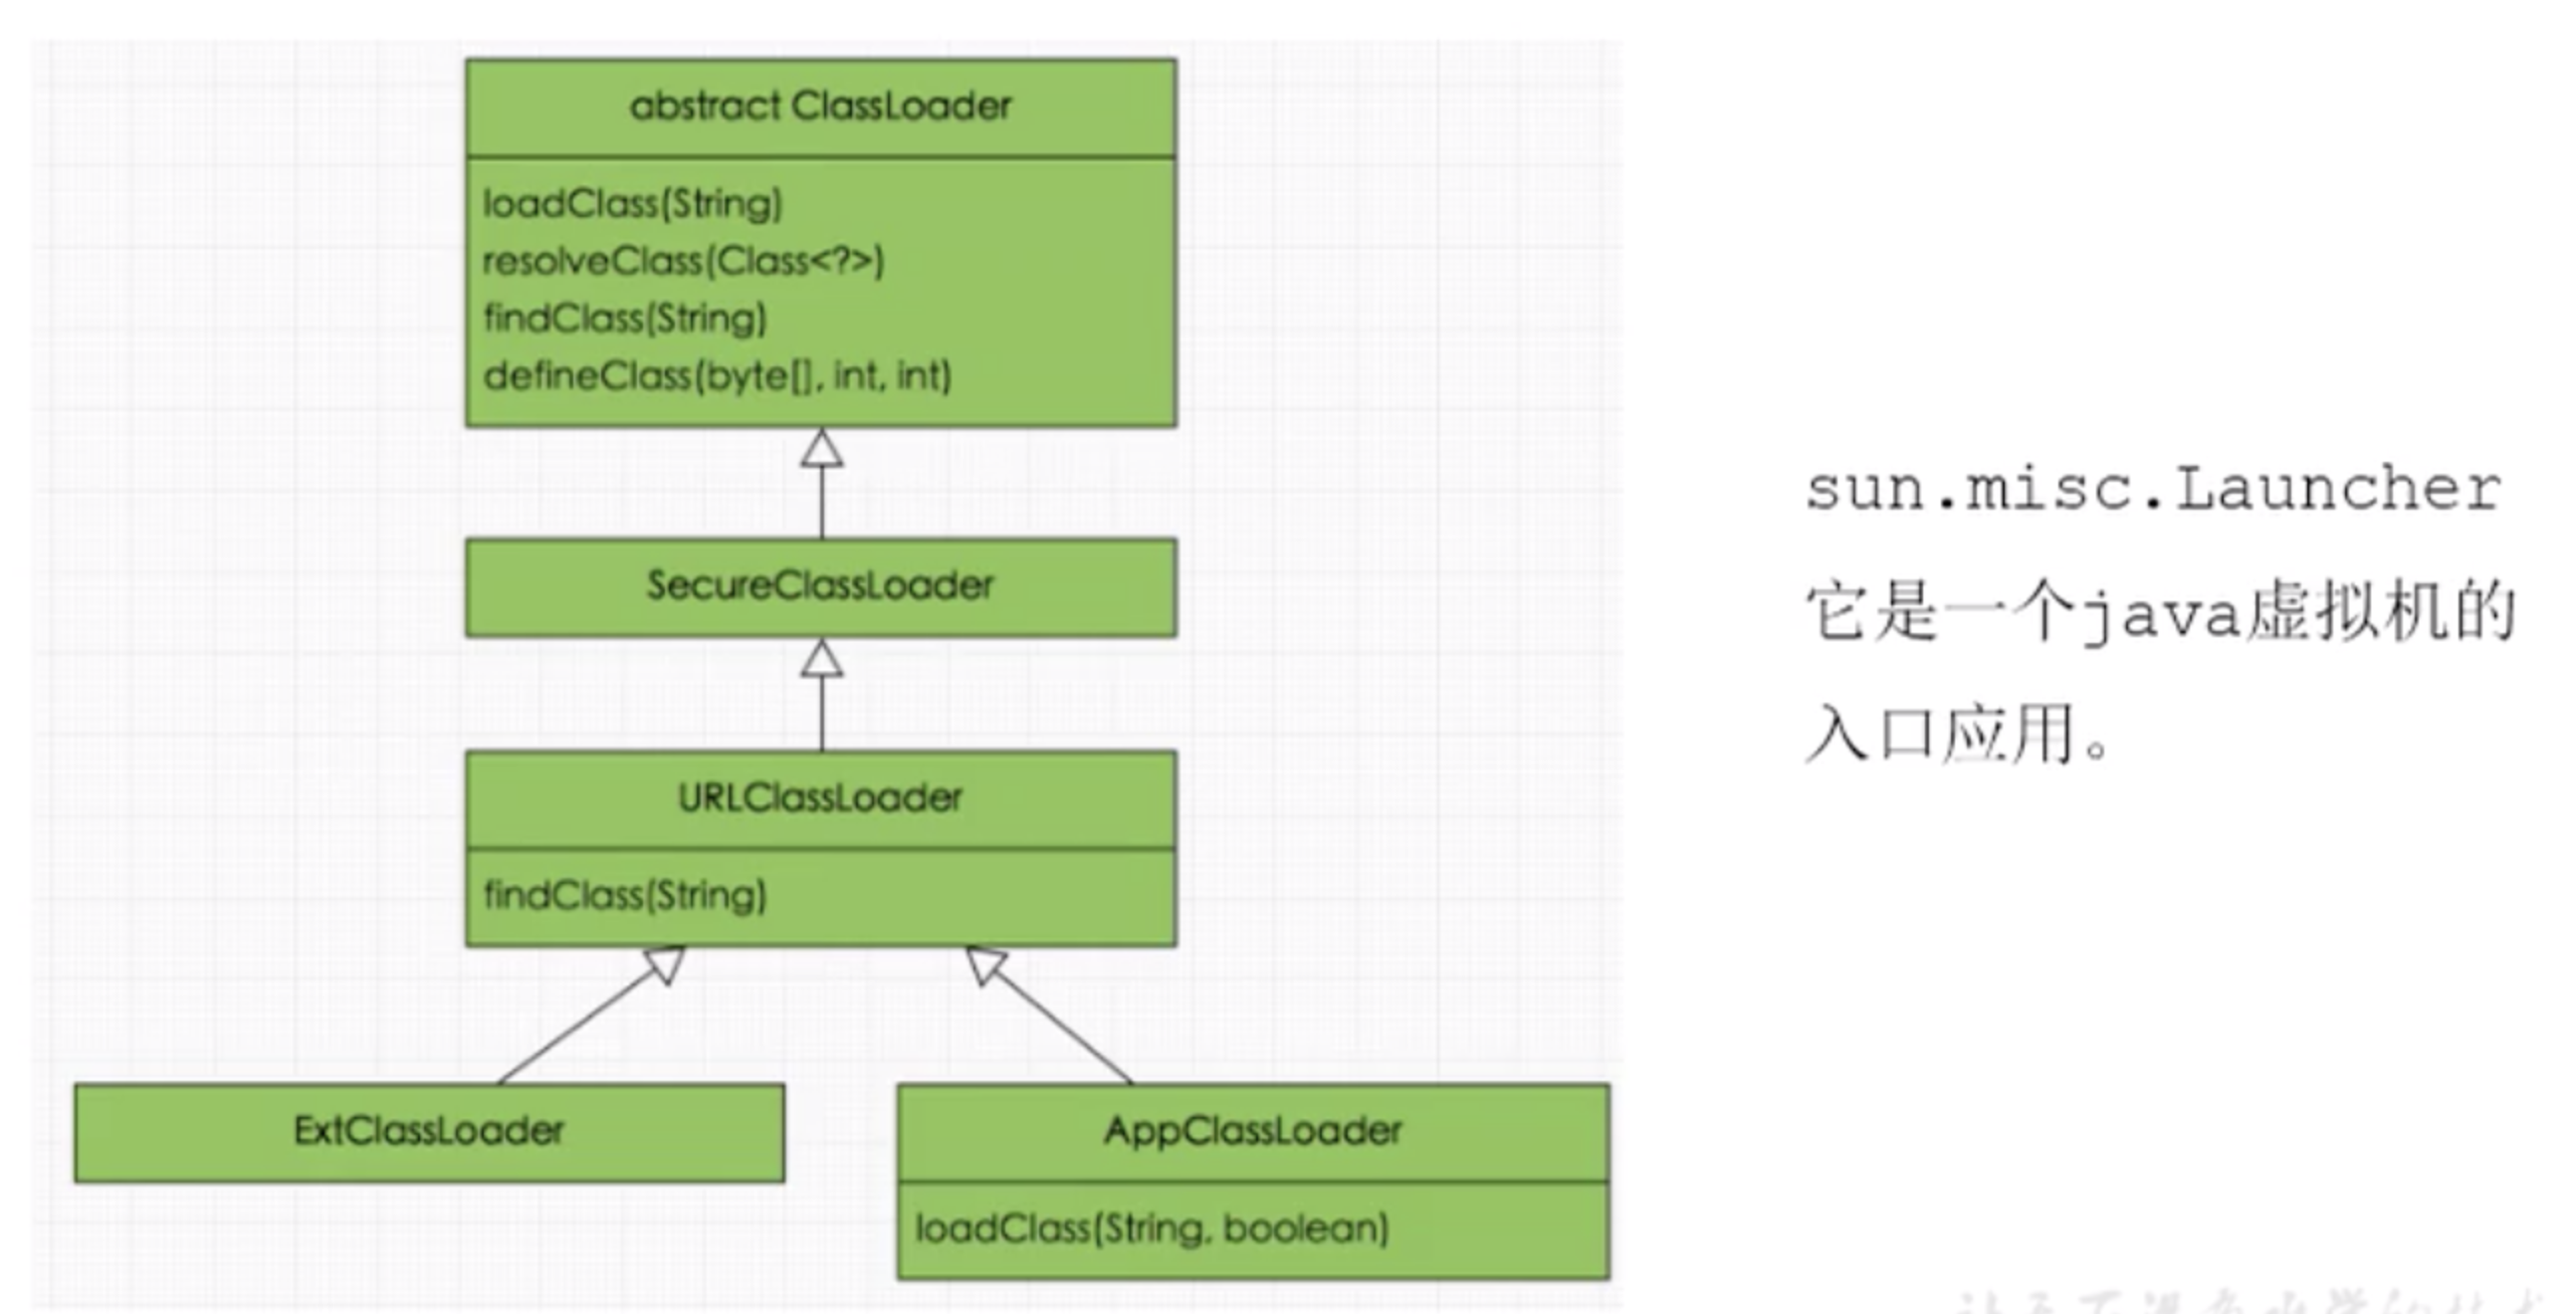 abstract ClassLoader
loadClass(String)
resolveClass(Class<?>)
findClass(String)
defineClass(byte[], int, int)
SecureClassLoader
URLClassLoader
findClass(String)
ExtClassLoader
AppClassLoader
loadClass(String, boolean)
sun.misc.Launcher
它是一个java虚拟机的
入口应用。